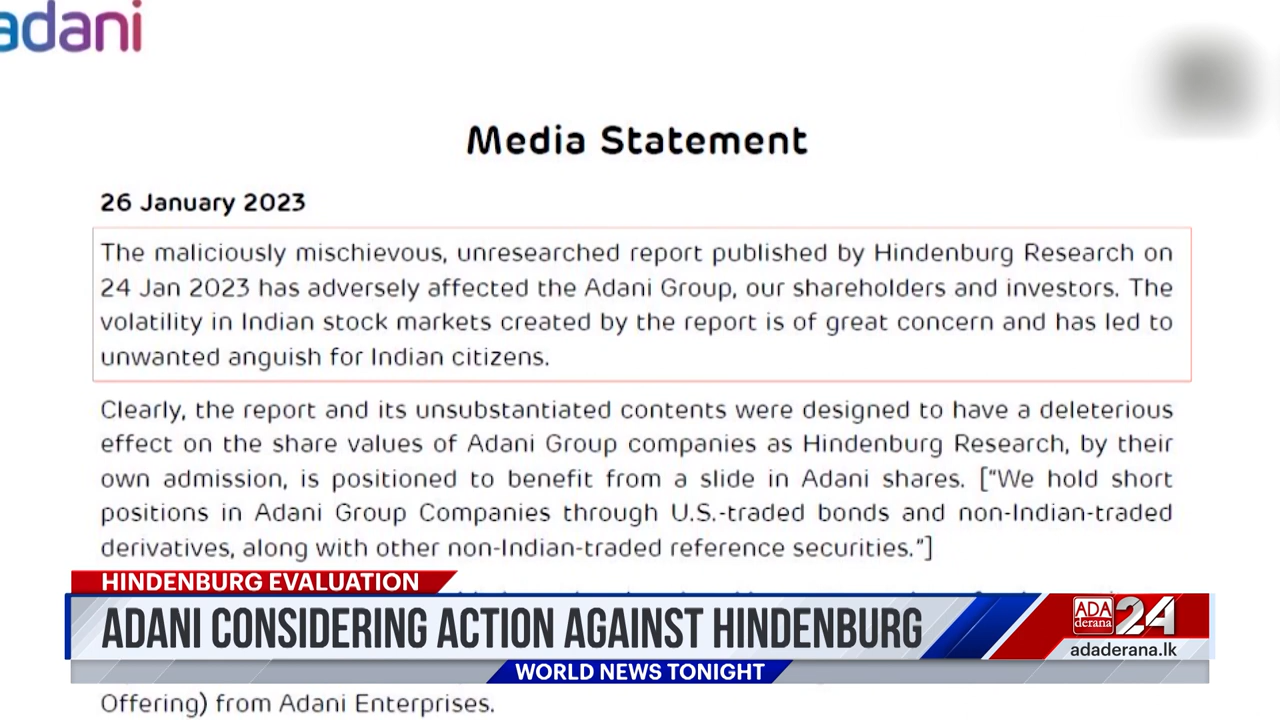 adani
Media Statement
26 January 2023
The maliciously mischievous, unresearched report published by Hindenburg Research on
24 Jan 2023 has adversely affected the Adani Group, our shareholders and investors. The
volatility in Indian stock markets created by the report is of great concern and has led to
unwanted anguish for Indian citizens.
Clearly, the report and its unsubstantiated contents were designed to have a deleterious
effect on the share values of Adani Group companies as Hindenburg Research, by their
own admission, is positioned to benefit from a slide in Adani shares. ["We hold short
positions in Adani Group Companies through U.S.-traded bonds and non-Indian-traded
derivatives, along with other non-Indian-traded reference securities."]
HINDENBURG EVALUATION
ADANI CONSIDERING ACTION AGAINST HINDENBURG
ADA
derana
24
adaderana.lk
WORLD NEWS TONIGHT
Offering) from Adani Enterprises.